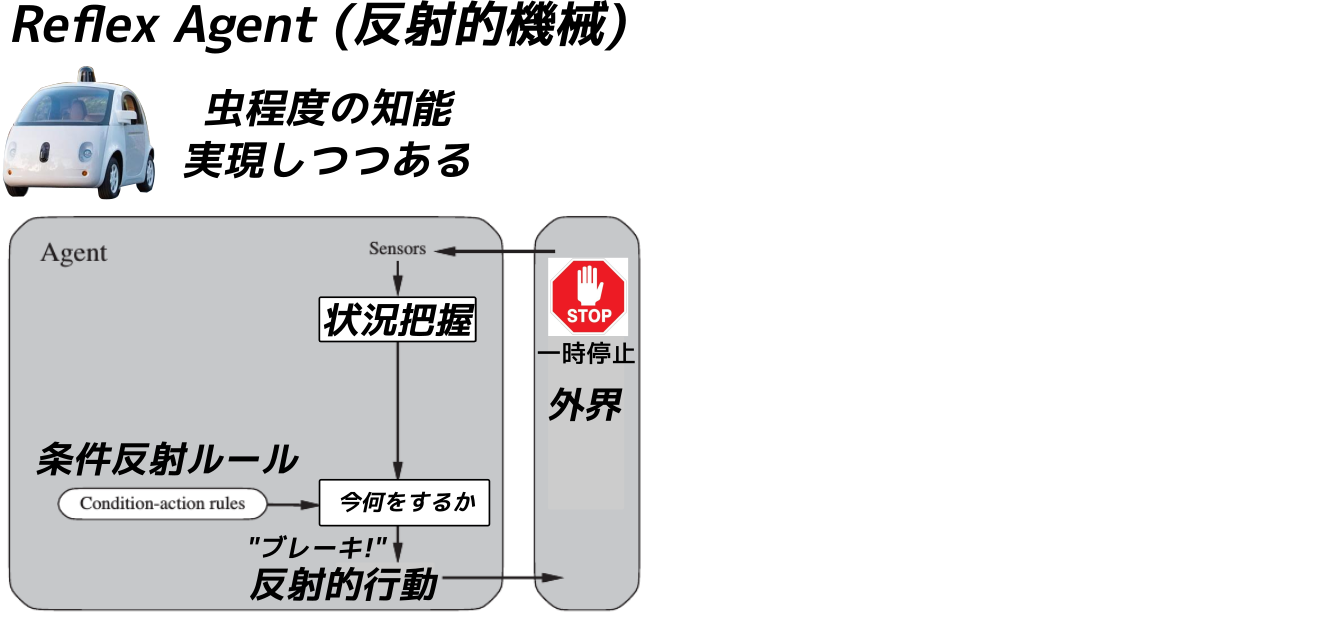 Reflex Agent (反射的機械)
虫程度の知能
実現しつつある
Agent
Sensors
状況把握
STOP
一時停止
外界
条件反射ルール
Condition-action rules
今何をするか
"ブレーキ!"
反射的行動